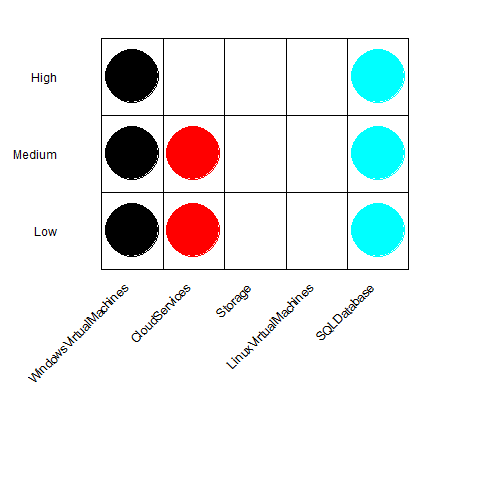 High
Medium
Low
WindowsVirtualMachines
CloudServices
Storage
LinuxVirtualMachines
SQLDatabase